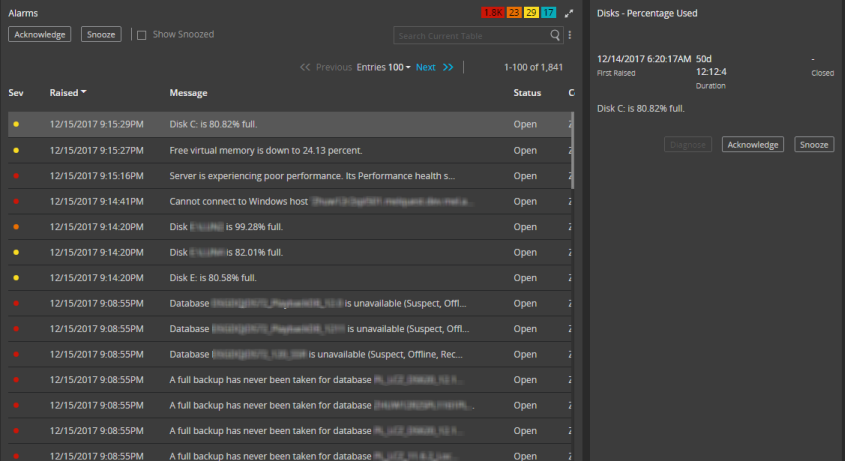 Alarms
1.8K 23 29 17
Acknowledge Snooze Show Snoozed
Search Current Table
Previous Entries 100 Next 1-100 of 1,841
Sev Raised Message Status C
12/15/2017 9:15:29PM Disk C: is 80.82% full. Open
12/15/2017 9:15:27PM Free virtual memory is down to 24.13 percent. Open
12/15/2017 9:15:16PM Server is experiencing poor performance. Its Performance health s... Open
12/15/2017 9:14:41PM Cannot connect to Windows host Open
12/15/2017 9:14:20PM Disk is 99.28% full. Open
12/15/2017 9:14:20PM Disk is 82.01% full. Open
12/15/2017 9:14:20PM Disk E: is 80.58% full. Open
12/15/2017 9:08:55PM Database is unavailable (Suspect, Offl... Open
12/15/2017 9:08:55PM Database is unavailable (Suspect, Offl... Open
12/15/2017 9:08:55PM Database is unavailable (Suspect, Offline, Rec... Open
12/15/2017 9:08:55PM A full backup has never been taken for database Open
12/15/2017 9:08:55PM A full backup has never been taken for database Open
12/15/2017 9:08:55PM A full backup has never been taken for database Open
12/15/2017 9:08:55PM A full backup has never been taken for database Open
Disks - Percentage Used
12/14/2017 6:20:17AM 50d -
First Raised 12:12:4 Closed
Duration
Disk C: is 80.82% full.
Diagnose Acknowledge Snooze